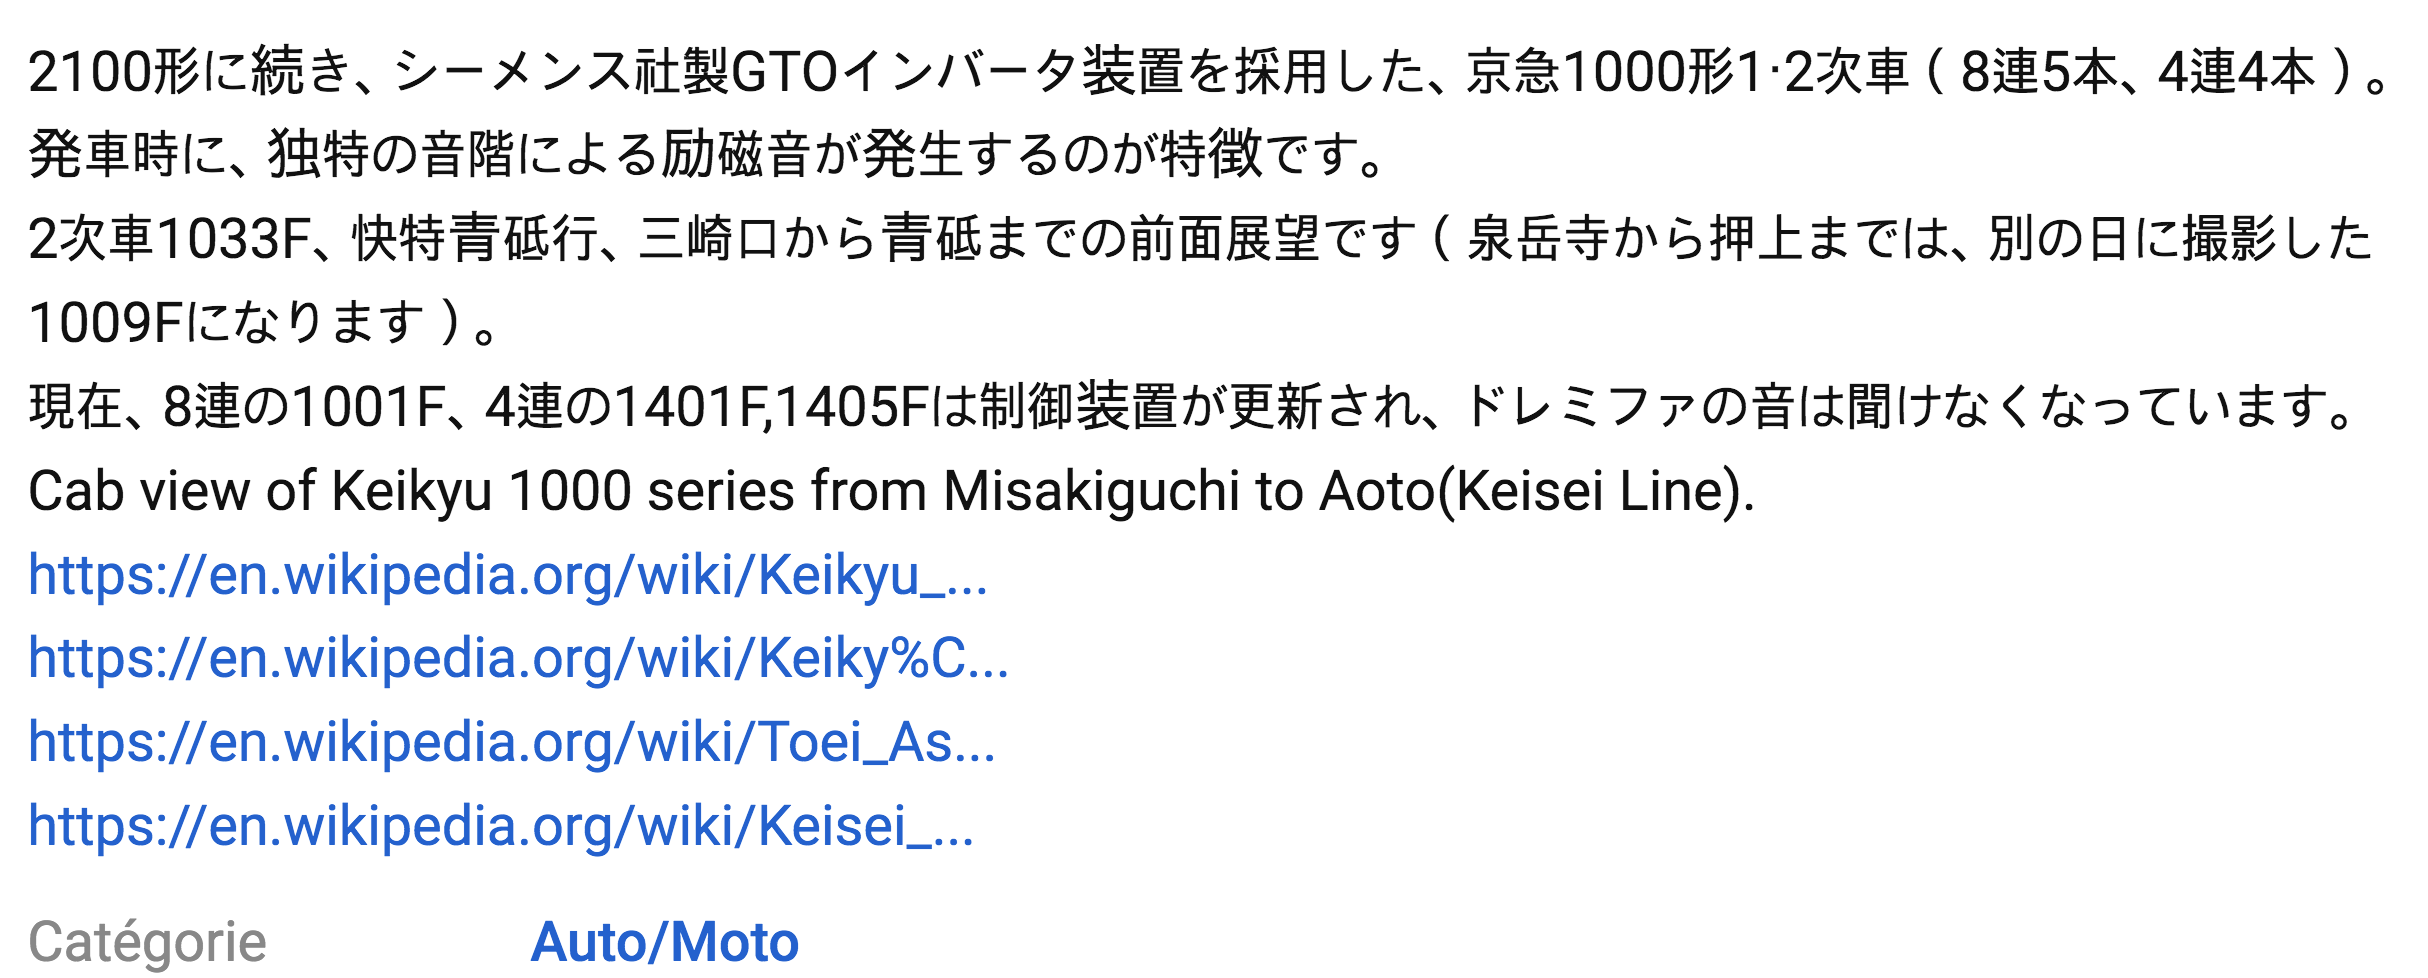 2100形に続き、シーメンス社製GTOインバータ装置を採用した、京急1000形1·2次車（8連5本、4連4本）。
発車時に、独特の音階による励磁音が発生するのが特徴です。
2次車1033F、快特青砥行、三崎口から青砥までの前面展望です（泉岳寺から押上までは、別の日に撮影した
1009Fになります）。
現在、8連の1001F、4連の1401F,1405Fは制御装置が更新され、ドレミファの音は聞けなくなっています。
Cab view of Keikyu 1000 series from Misakiguchi to Aoto(Keisei Line).
https://en.wikipedia.org/wiki/Keikyu_...
https://en.wikipedia.org/wiki/Keiky%C...
https://en.wikipedia.org/wiki/Toei_As...
https://en.wikipedia.org/wiki/Keisei_...
Catégorie Auto/Moto